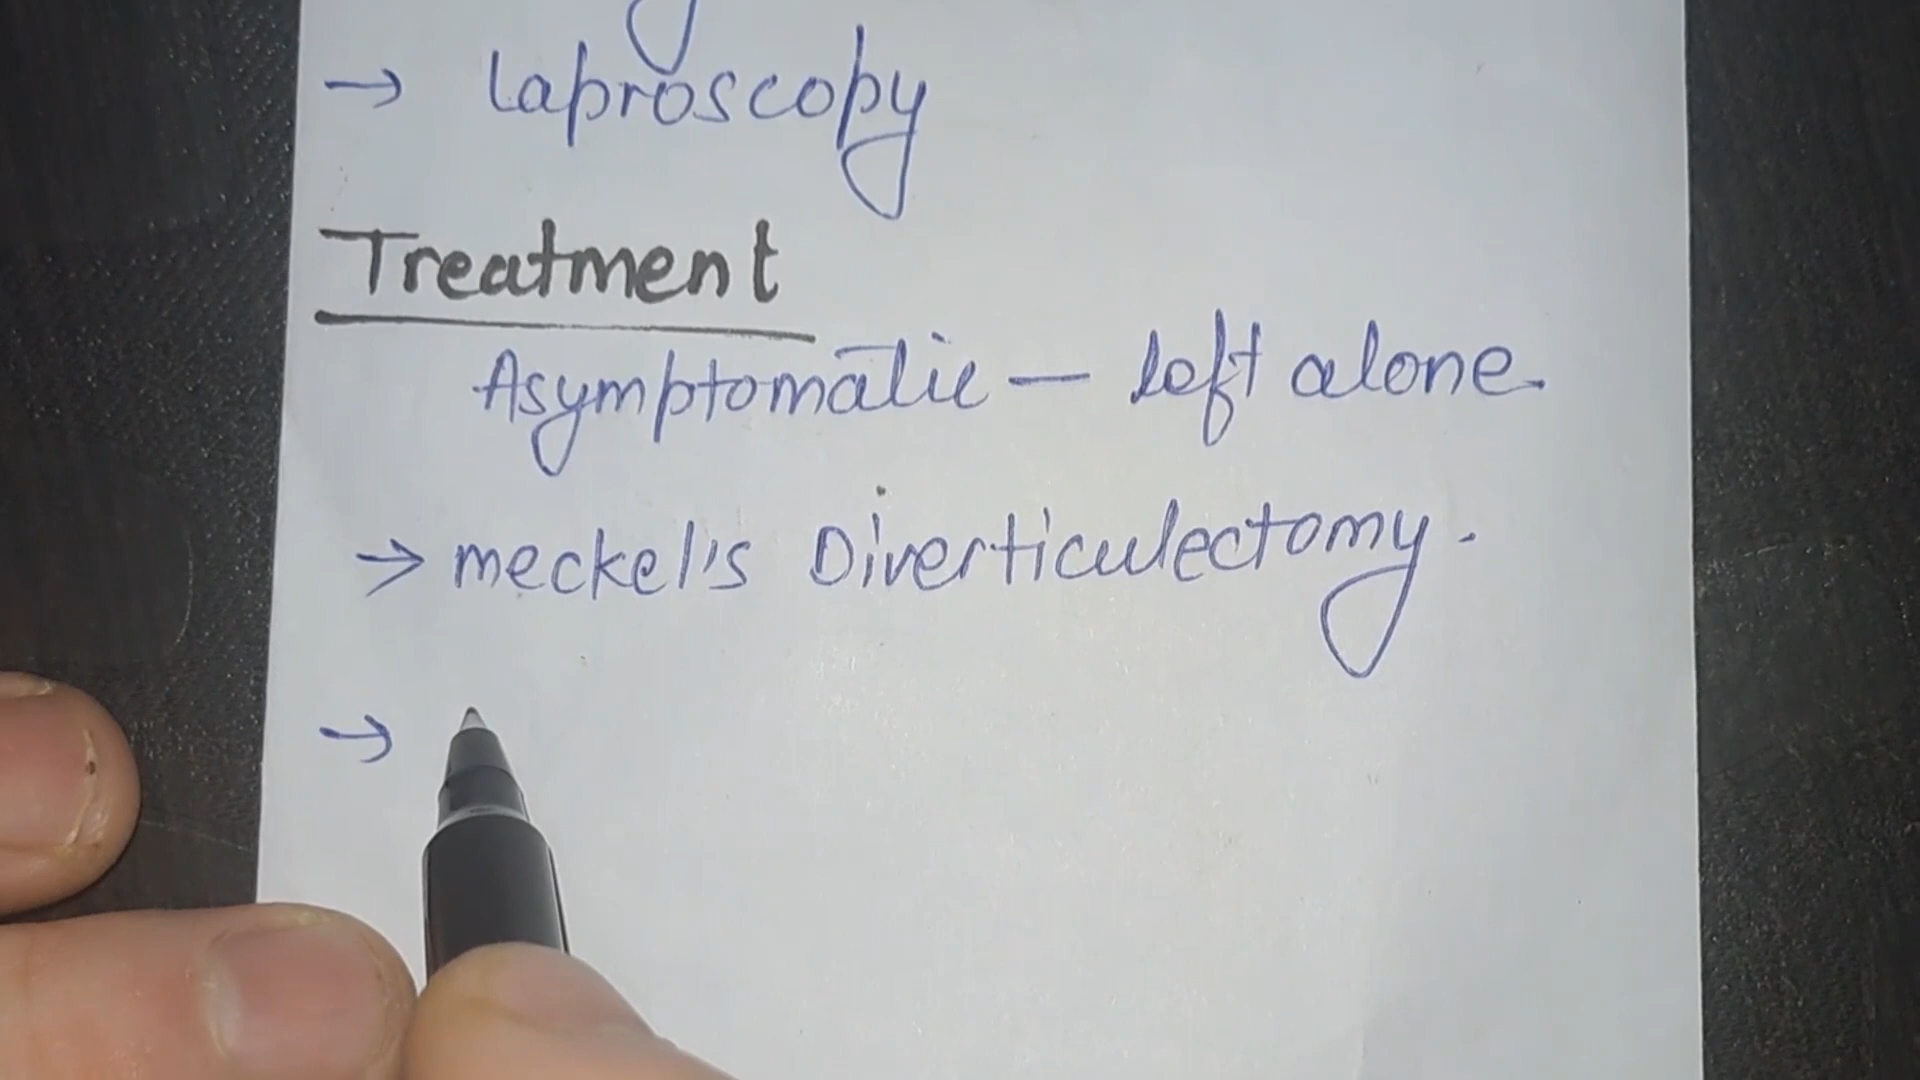 → Laproscopy
Treatment
Asymptomatic — left alone.
→ meckel's Diverticulectomy.
→